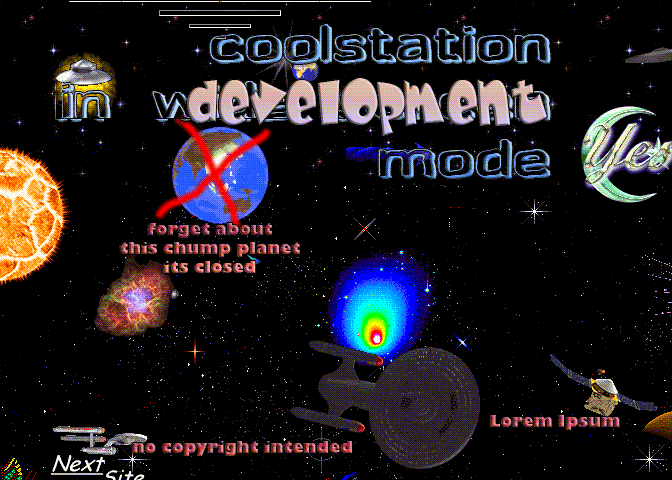 coolstation
in
development
mode
Yes
forget about
this chump planet
its closed
Lorem Ipsum
no copyright intended
Next
Site